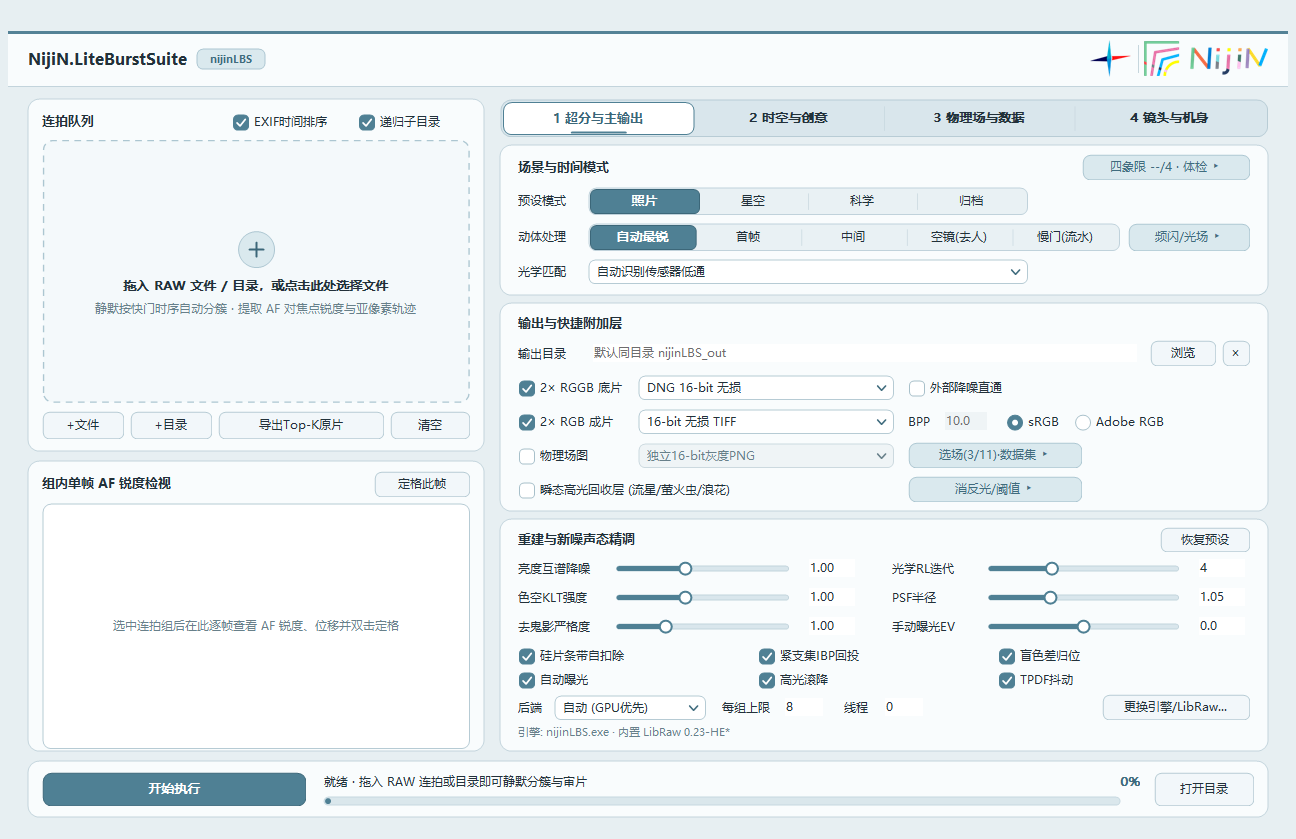 NijiN.LiteBurstSuite nijinLBS NijiN
连拍队列 EXIF时间排序 递归子目录
拖入 RAW 文件 / 目录，或点击此处选择文件
静默按快门时序自动分簇 · 提取 AF 对焦点锐度与亚像素轨迹
+文件 +目录 导出Top-K原片 清空
组内单帧 AF 锐度检视 定格此帧
选中连拍组后在此逐帧查看 AF 锐度、位移并双击定格
1 超分与主输出 2 时空与创意 3 物理场与数据 4 镜头与机身
场景与时间模式 四象限 --/4 · 体检 ‣
预设模式 照片 星空 科学 归档
动体处理 自动最锐 首帧 中间 空镜(去人) 慢门(流水) 频闪/光场 ‣
光学匹配 自动识别传感器低通
输出与快捷附加层
输出目录 默认同目录 nijinLBS_out 浏览 ×
2× RGGB 底片 DNG 16-bit 无损 外部降噪直通
2× RGB 成片 16-bit 无损 TIFF BPP 10.0 sRGB Adobe RGB
物理场图 独立16-bit灰度PNG 选场(3/11)·数据集 ‣
瞬态高光回收层 (流星/萤火虫/浪花) 消反光/阈值 ‣
重建与新噪声态精调 恢复预设
亮度互谱降噪 1.00 光学RL迭代 4
色空KLT强度 1.00 PSF半径 1.05
去鬼影严格度 1.00 手动曝光EV 0.0
硅片条带自扣除 紧支集IBP回投 盲色差归位
自动曝光 高光滚降 TPDF抖动
后端 自动 (GPU优先) 每组上限 8 线程 0 更换引擎/LibRaw...
引擎: nijinLBS.exe · 内置 LibRaw 0.23-HE*
开始执行 就绪 · 拖入 RAW 连拍或目录即可静默分簇与审片 0% 打开目录